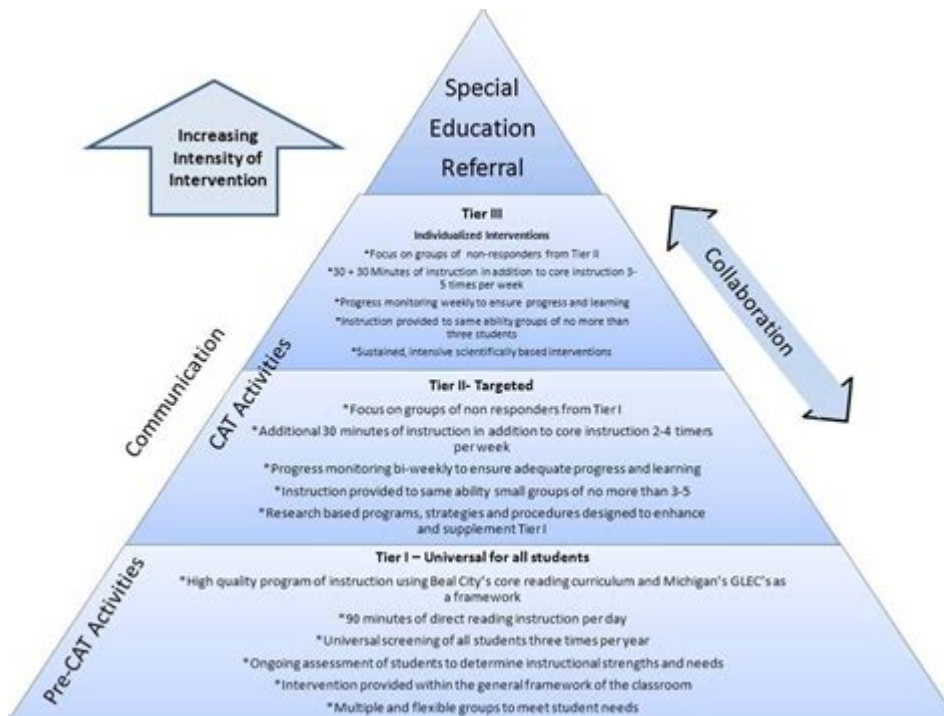 Special
Education
Referral
Increasing
Intensity of
Intervention
Tier III
Individualized Interventions
*Focus on groups of non-responders from Tier II
*30 + 30 Minutes of instruction in addition to core instruction 3-
5 times per week
*Progress monitoring weekly to ensure progress and learning
*Instruction provided to same ability groups of no more than
three students
*Sustained, intensive scientifically based interventions
Collaboration
Communication
CAT Activities
Tier II- Targeted
*Focus on groups of non responders from Tier I
*Additional 30 minutes of instruction in addition to core instruction 2-4 timers
per week
*Progress monitoring bi-weekly to ensure adequate progress and learning
*Instruction provided to same ability small groups of no more than 3-5
*Research based programs, strategies and procedures designed to enhance
and supplement Tier I
Pre-CAT Activities
Tier I – Universal for all students
*High quality program of instruction using Beal City's core reading curriculum and Michigan's GLEC's as
a framework
*90 minutes of direct reading instruction per day
*Universal screening of all students three times per year
*Ongoing assessment of students to determine instructional strengths and needs
*Intervention provided within the general framework of the classroom
*Multiple and flexible groups to meet student needs